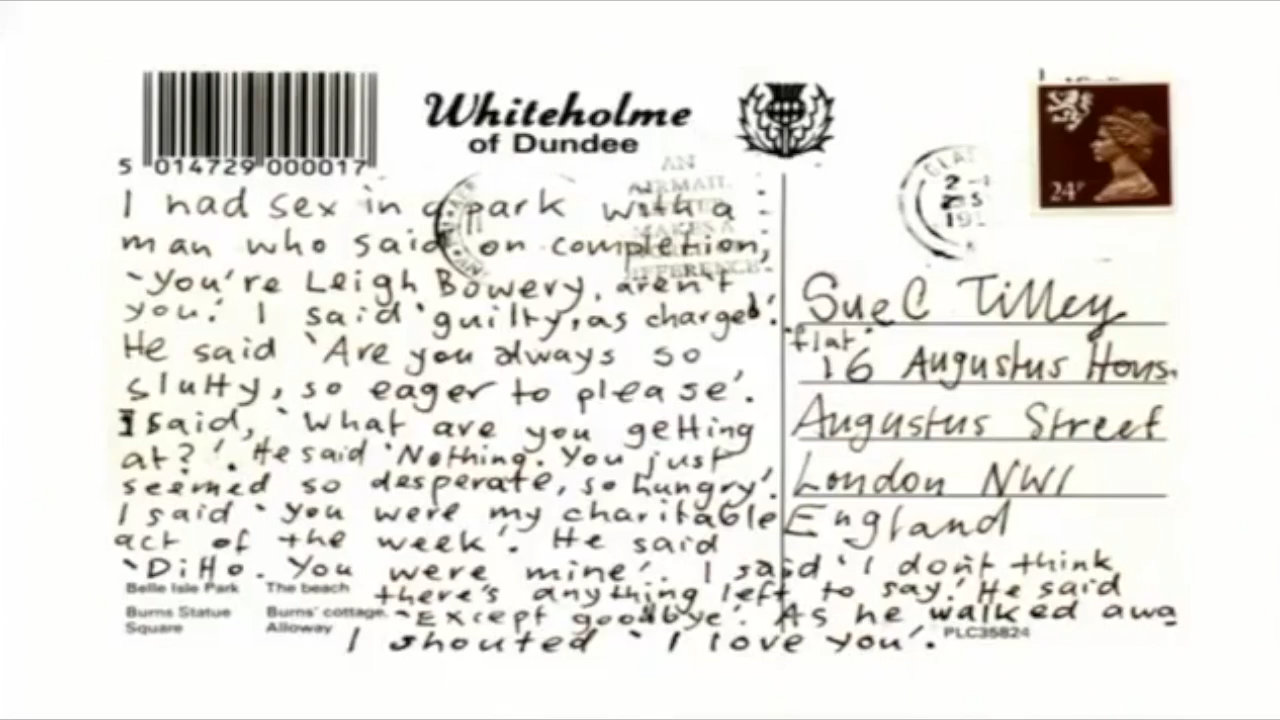 Whiteholme
of Dundee
5 014729 000017
AN
AIRMAIL
LETTER
MAKES A
DIFFERENCE
24P
I had sex in a park with a
man who said, on completion,
'You're Leigh Bowery, aren't
you.' I said 'guilty, as charged'.
He said 'Are you always so
slutty, so eager to please'.
I said, 'What are you getting
at?'. He said 'Nothing. You just
seemed so desperate, so hungry'.
I said 'you were my charitable
act of the week'. He said
'Ditto. You were mine'. I said 'I don't think
there's anything left to say.' He said
'Except goodbye'. As he walked awa
I shouted 'I love you'.
Sue C Tilley
flat
16 Augustus Hous
Augustus Street
London NW1
England
Belle Isle Park The beach
Burns Statue Square
Burns' cottage, Alloway
PLC35824